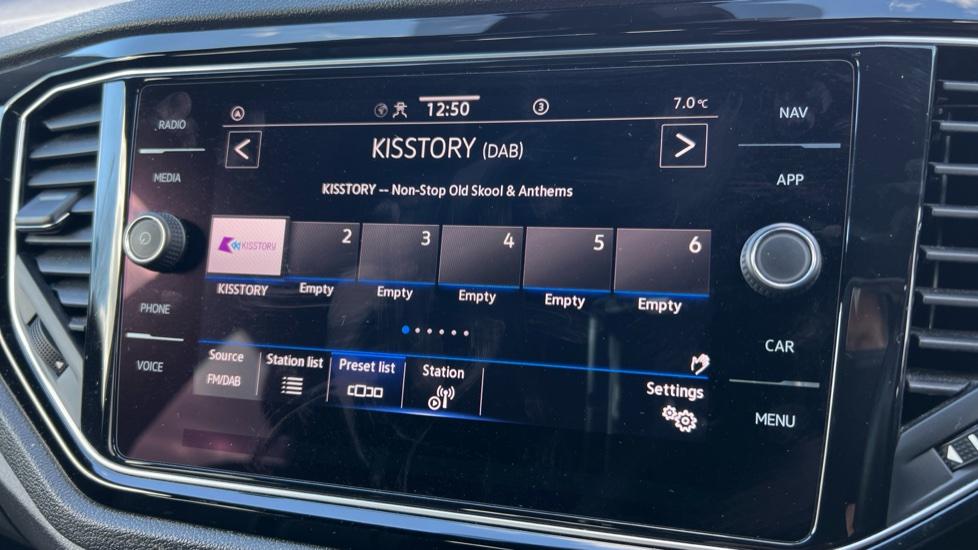 RADIO
MEDIA
PHONE
VOICE
12:50
3
7.0°C
<
KISSTORY (DAB)
>
KISSTORY -- Non-Stop Old Skool & Anthems
KISSTORY
2
3
4
5
6
KISSTORY
Empty
Empty
Empty
Empty
Empty
Source
FM/DAB
Station list
Preset list
Station
Settings
NAV
APP
CAR
MENU